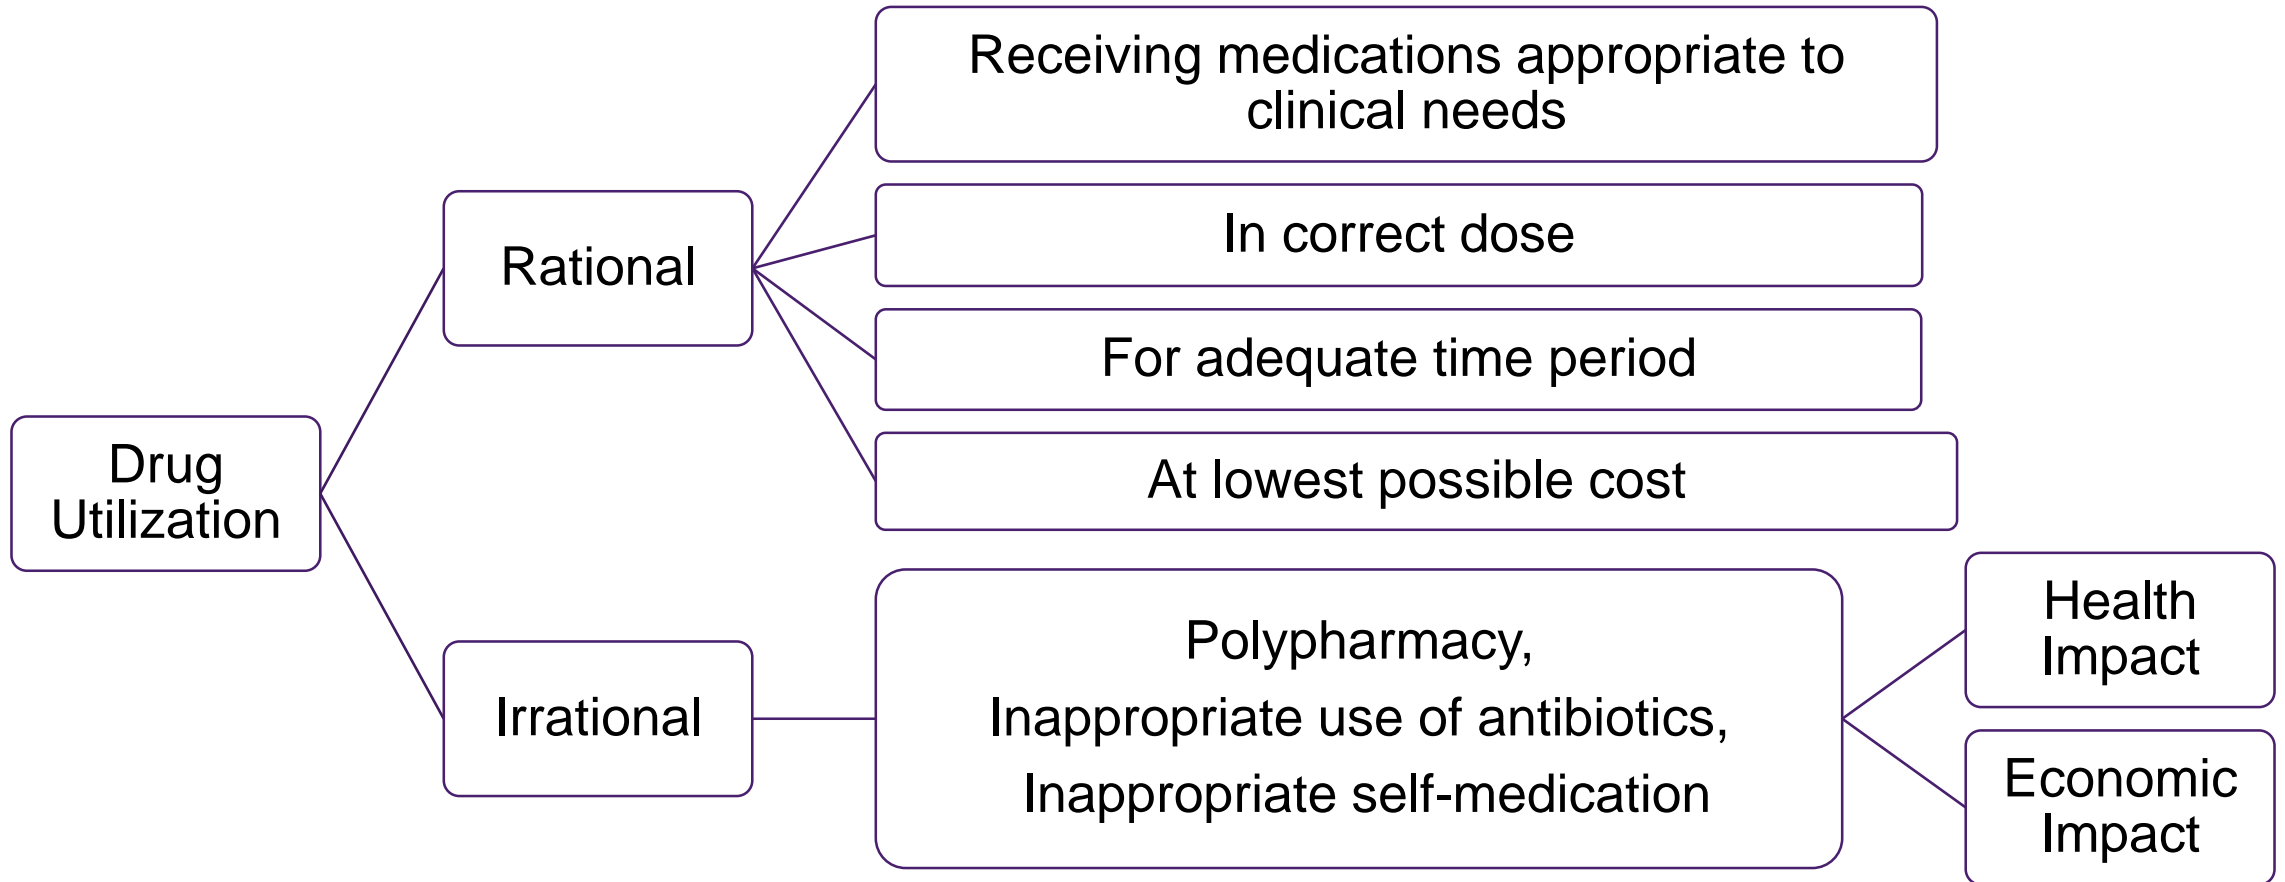 Receiving medications appropriate to
clinical needs
Rational
In correct dose
For adequate time period
Drug
Utilization
At lowest possible cost
Irrational
Polypharmacy,
Inappropriate use of antibiotics,
Inappropriate self-medication
Health
Impact
Economic
Impact